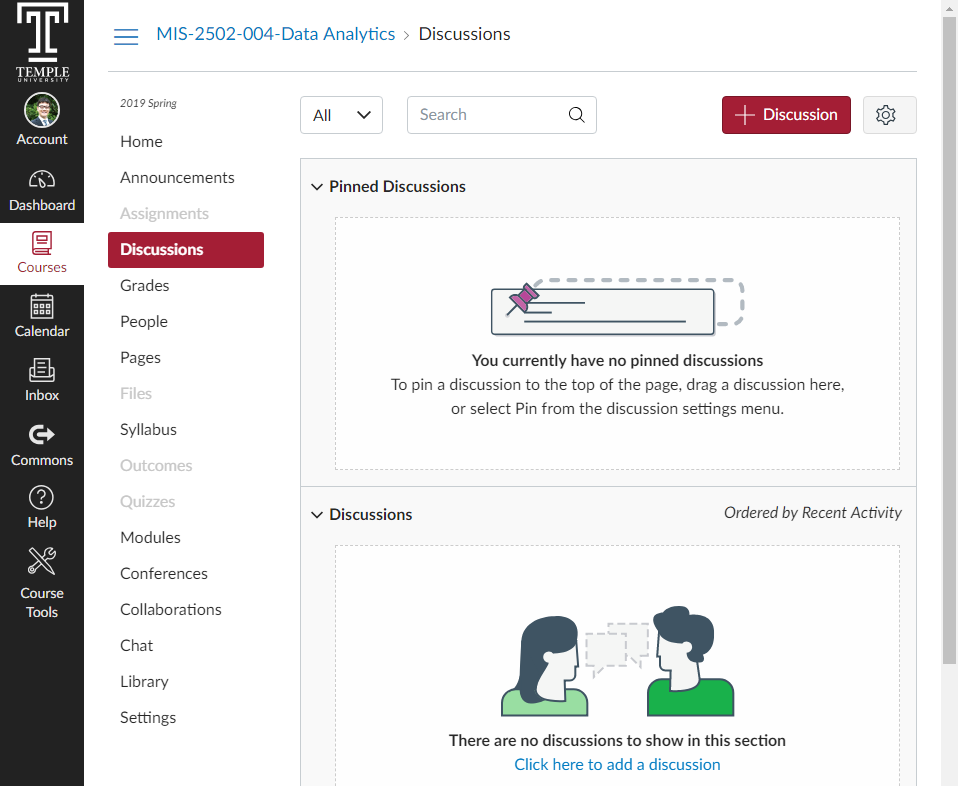 TEMPLE
UNIVERSITY
Account
Dashboard
Courses
Calendar
Inbox
Commons
Help
Course
Tools
MIS-2502-004-Data Analytics › Discussions
2019 Spring
Home
Announcements
Assignments
Discussions
Grades
People
Pages
Files
Syllabus
Outcomes
Quizzes
Modules
Conferences
Collaborations
Chat
Library
Settings
All
Search
Discussion
Pinned Discussions
You currently have no pinned discussions
To pin a discussion to the top of the page, drag a discussion here,
or select Pin from the discussion settings menu.
Discussions
Ordered by Recent Activity
There are no discussions to show in this section
Click here to add a discussion